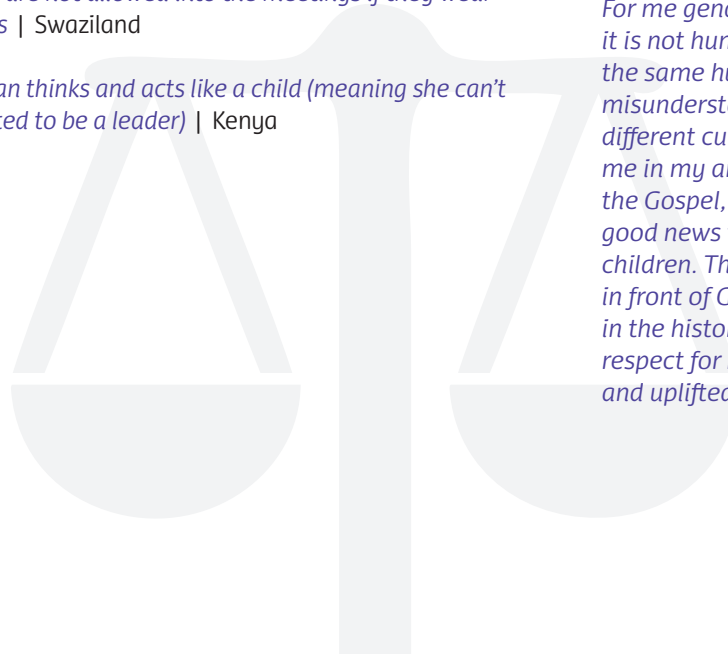 s | Swaziland
an thinks and acts like a child (meaning she can't
ted to be a leader) | Kenya
For me gend
it is not hum
the same hu
misunderst
different cu
me in my a
the Gospel,
good news
children. Th
in front of G
in the histo
respect for
and uplifted